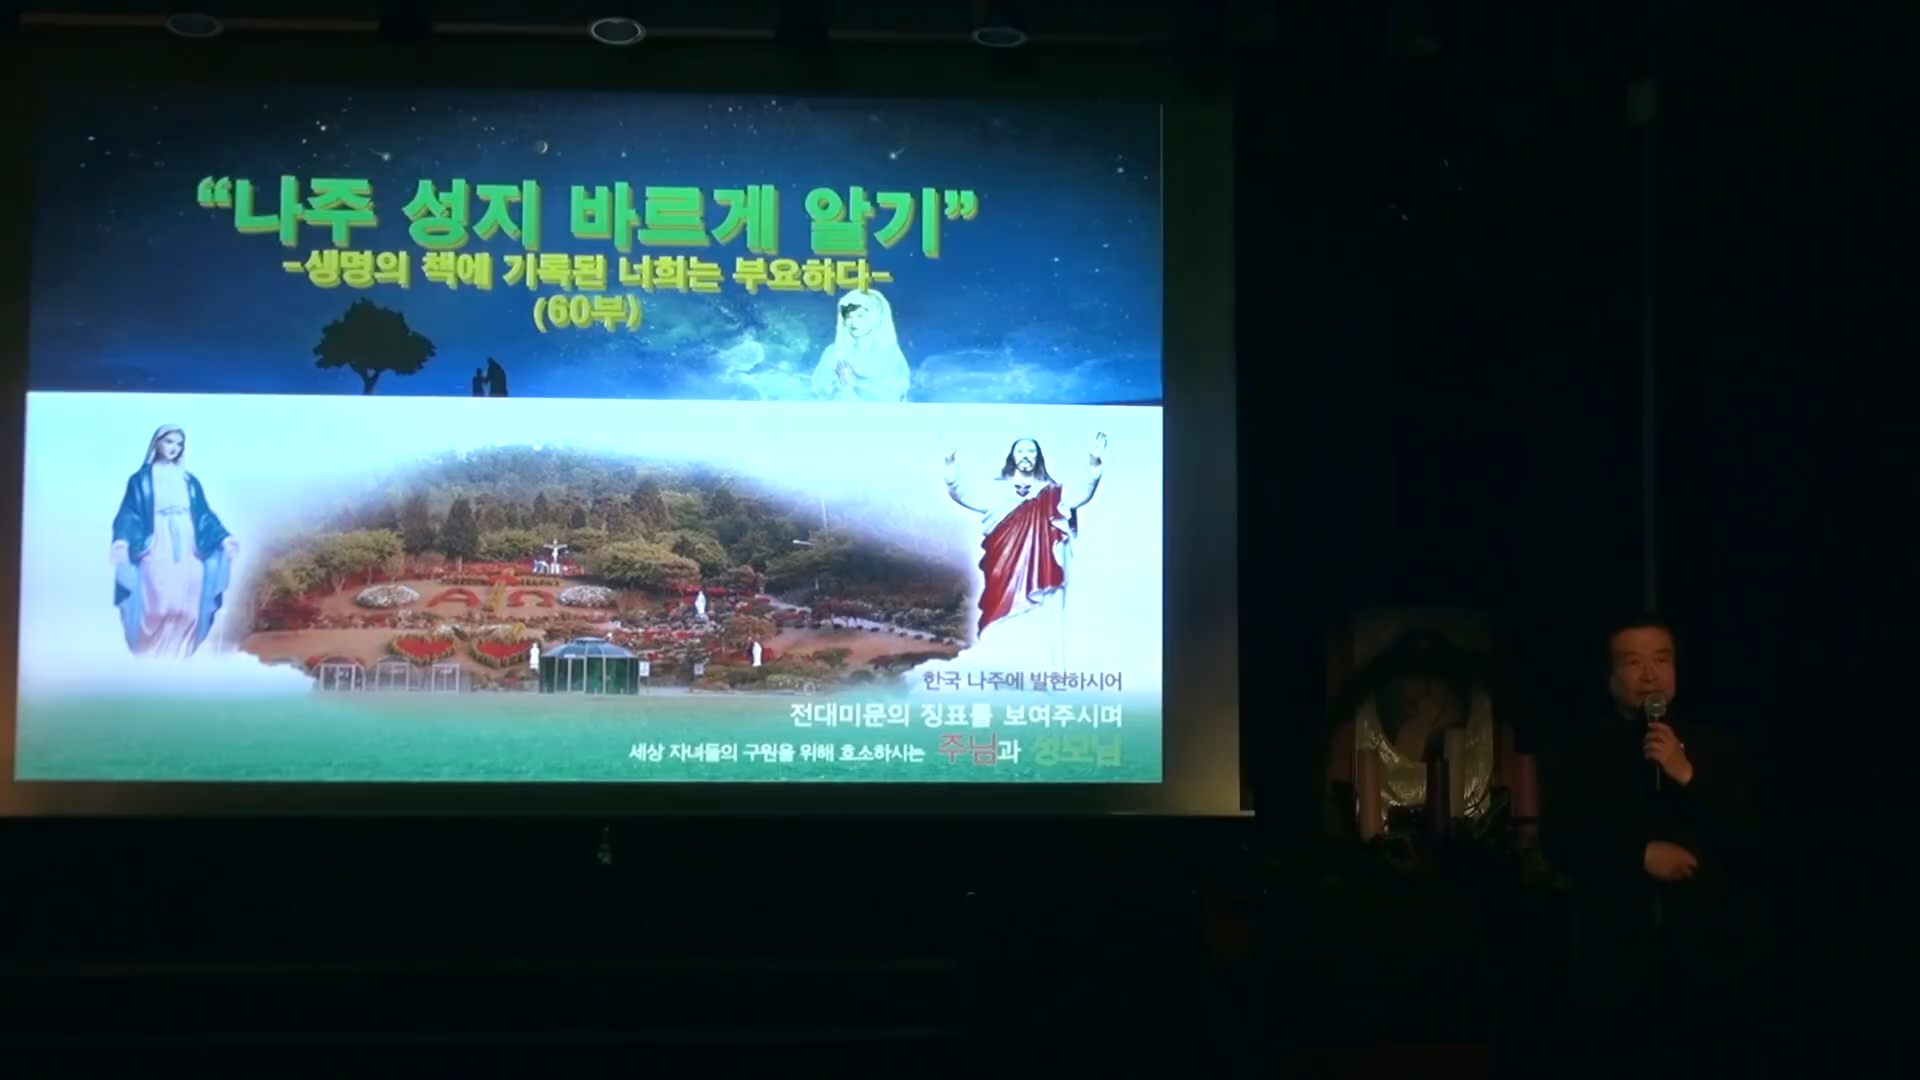 “나주 성지 바르게 알기”
-생명의 책에 기록된 너희는 부요하다-
(60부)
A Ω
한국 나주에 발현하시어
전대미문의 징표를 보여주시며
세상 자녀들의 구원을 위해 호소하시는 주님과 성모님